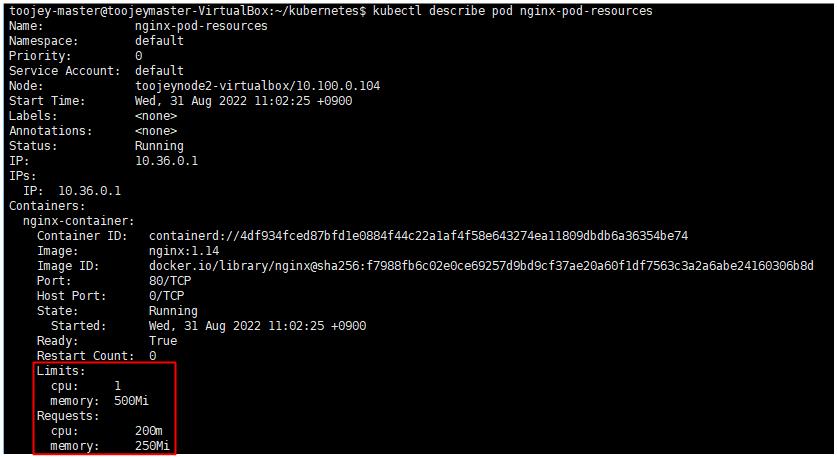 toojey-master@toojeymaster-VirtualBox:~/kubernetes$ kubectl describe pod nginx-pod-resources
Name:             nginx-pod-resources
Namespace:        default
Priority:         0
Service Account:  default
Node:             toojeynode2-virtualbox/10.100.0.104
Start Time:       Wed, 31 Aug 2022 11:02:25 +0900
Labels:           <none>
Annotations:      <none>
Status:           Running
IP:               10.36.0.1
IPs:
  IP:  10.36.0.1
Containers:
  nginx-container:
    Container ID:   containerd://4df934fced87bfd1e0884f44c22a1af4f58e643274ea11809dbdb6a36354be74
    Image:          nginx:1.14
    Image ID:       docker.io/library/nginx@sha256:f7988fb6c02e0ce69257d9bd9cf37ae20a60f1df7563c3a2a6abe24160306b8d
    Port:           80/TCP
    Host Port:      0/TCP
    State:          Running
      Started:      Wed, 31 Aug 2022 11:02:25 +0900
    Ready:          True
    Restart Count:  0
    Limits:
      cpu:     1
      memory:  500Mi
    Requests:
      cpu:        200m
      memory:     250Mi